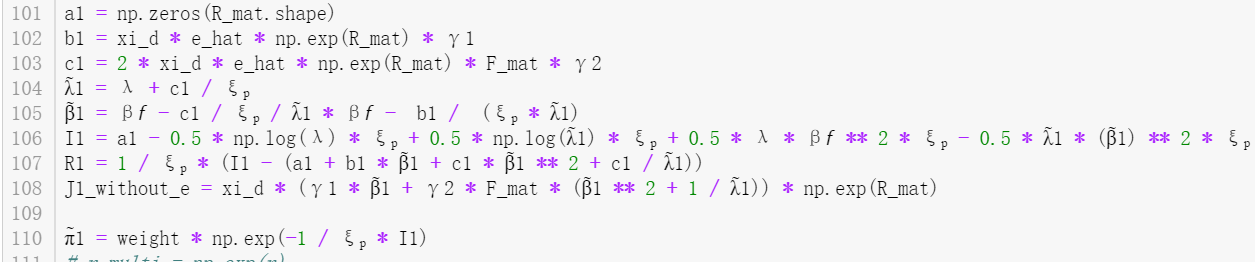 101 a1 = np.zeros(R_mat.shape)
102 b1 = xi_d * e_hat * np.exp(R_mat) * γ1
103 c1 = 2 * xi_d * e_hat * np.exp(R_mat) * F_mat * γ2
104 λ̃1 = λ + c1 / ξₚ
105 β̃1 = βf - c1 / ξₚ / λ̃1 * βf - b1 / (ξₚ * λ̃1)
106 I1 = a1 - 0.5 * np.log(λ) * ξₚ + 0.5 * np.log(λ̃1) * ξₚ + 0.5 * λ * βf ** 2 * ξₚ - 0.5 * λ̃1 * (β̃1) ** 2 * ξₚ
107 R1 = 1 / ξₚ * (I1 - (a1 + b1 * β̃1 + c1 * β̃1 ** 2 + c1 / λ̃1))
108 J1_without_e = xi_d * (γ1 * β̃1 + γ2 * F_mat * (β̃1 ** 2 + 1 / λ̃1)) * np.exp(R_mat)
109
110 π̃1 = weight * np.exp(-1 / ξₚ * I1)